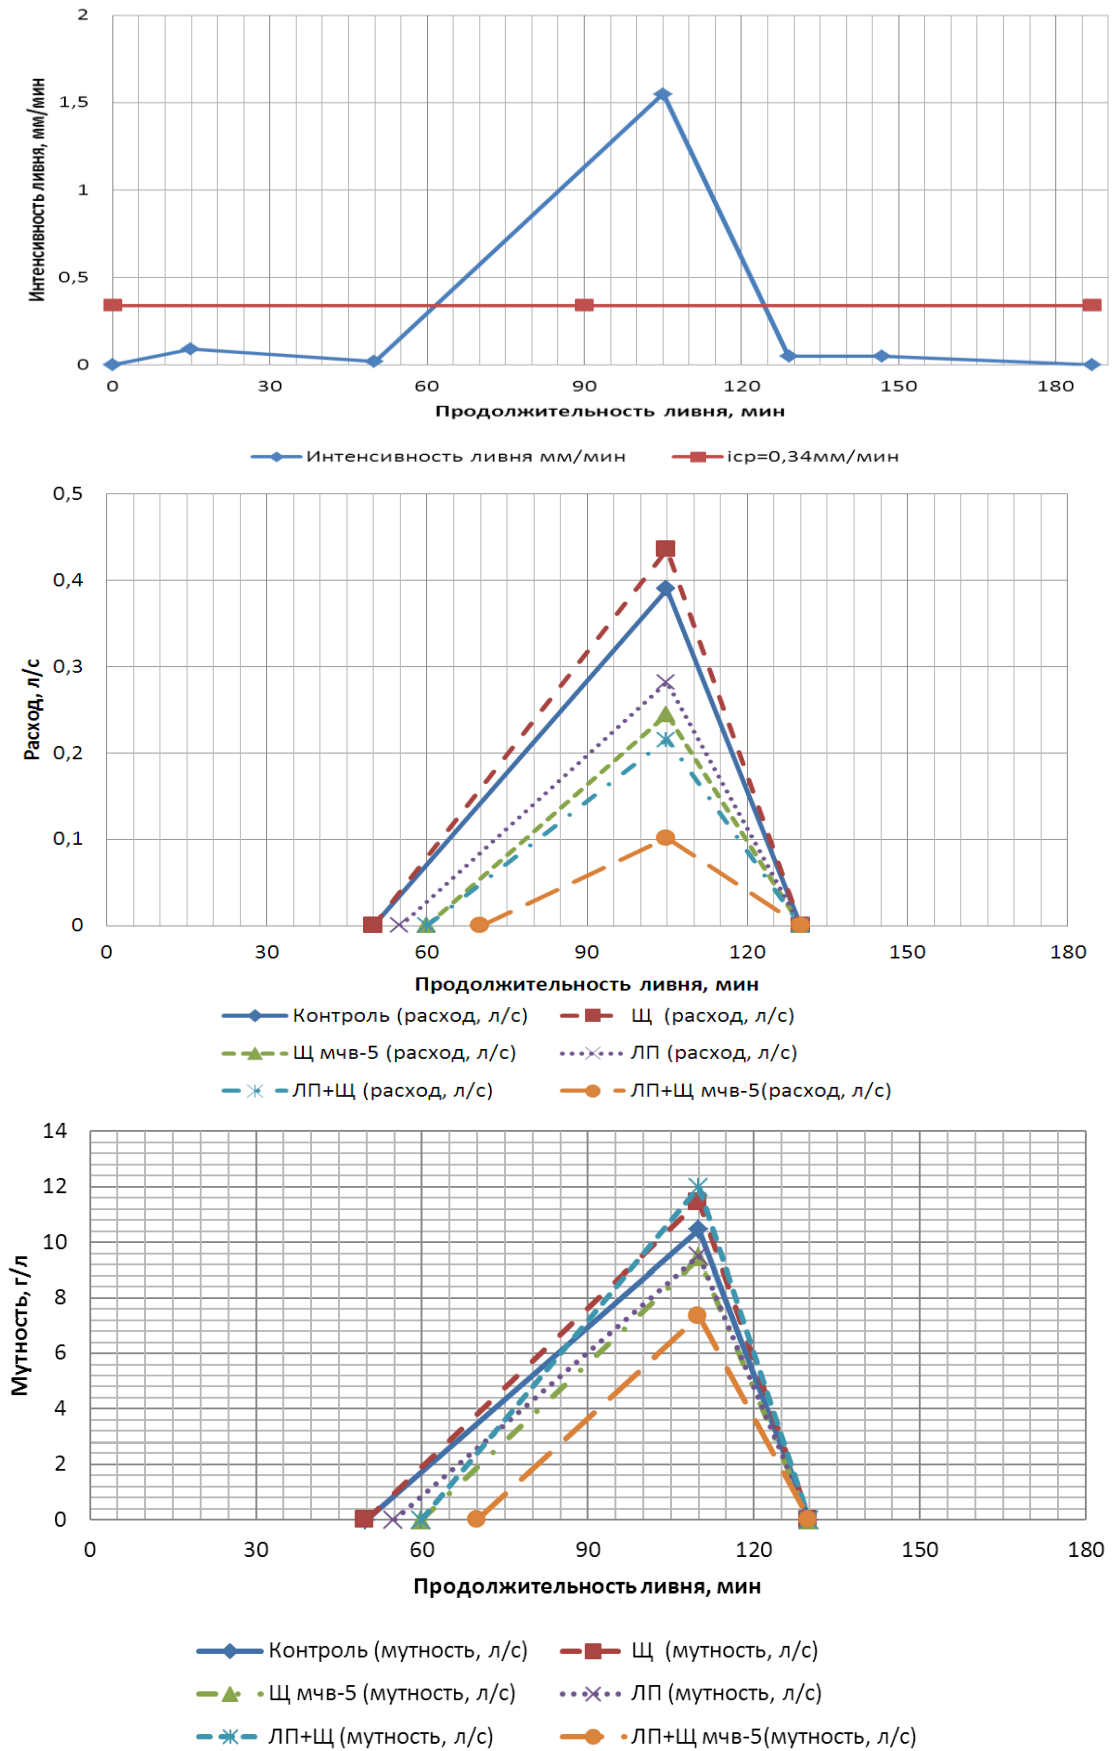 2
1,5
1
0,5
0
Интенсивность ливня, мм/мин
0 30 60 90 120 150 180
Продолжительность ливня, мин
Интенсивность ливня мм/мин iср=0,34мм/мин
0,5
0,4
0,3
0,2
0,1
0
Расход, л/с
0 30 60 90 120 150 180
Продолжительность ливня, мин
Контроль (расход, л/с) Щ (расход, л/с)
Щ мчв-5 (расход, л/с) ЛП (расход, л/с)
ЛП+Щ (расход, л/с) ЛП+Щ мчв-5(расход, л/с)
14
12
10
8
6
4
2
0
Мутность, г/л
0 30 60 90 120 150 180
Продолжительность ливня, мин
Контроль (мутность, л/с) Щ (мутность, л/с)
Щ мчв-5 (мутность, л/с) ЛП (мутность, л/с)
ЛП+Щ (мутность, л/с) ЛП+Щ мчв-5(мутность, л/с)